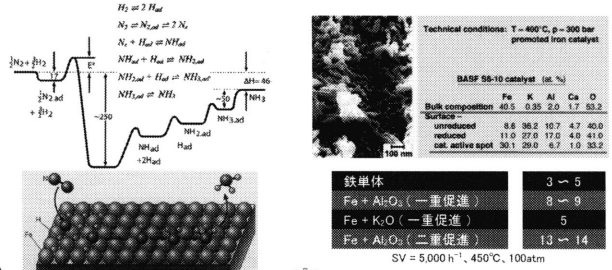 H₂ ⇌ 2 H_ad
N₂ ⇌ N₂,ad ⇌ 2 N_s
N_s + H_ad ⇌ NH_ad
NH_ad + H_ad ⇌ NH₂,ad
NH₂,ad + H_ad ⇌ NH₃,ad
NH₃,ad ⇌ NH₃
½N₂ + ³⁄₂H₂
E*
17
½N₂,ad
+ ³⁄₂H₂
~250
NH_ad
+2H_ad
NH₂,ad
H_ad
NH₃,ad
~50
ΔH= 46
NH₃
N
H
Fe
100 nm
Technical conditions: T ~ 400°C, p ~ 300 bar
promoted iron catalyst
BASF S6-10 catalyst (at. %)
Fe K Al Ca O
Bulk composition 40.5 0.35 2.0 1.7 53.2
Surface –
unreduced 8.6 36.2 10.7 4.7 40.0
reduced 11.0 27.0 17.0 4.0 41.0
cat. active spot 30.1 29.0 6.7 1.0 33.2
鉄単体 3 ～ 5
Fe + Al₂O₃ ( 一重促進 ) 8 ～ 9
Fe + K₂O ( 一重促進 ) 5
Fe + Al₂O₃ ( 二重促進 ) 13 ～ 14
SV = 5,000 h⁻¹、450℃、100atm